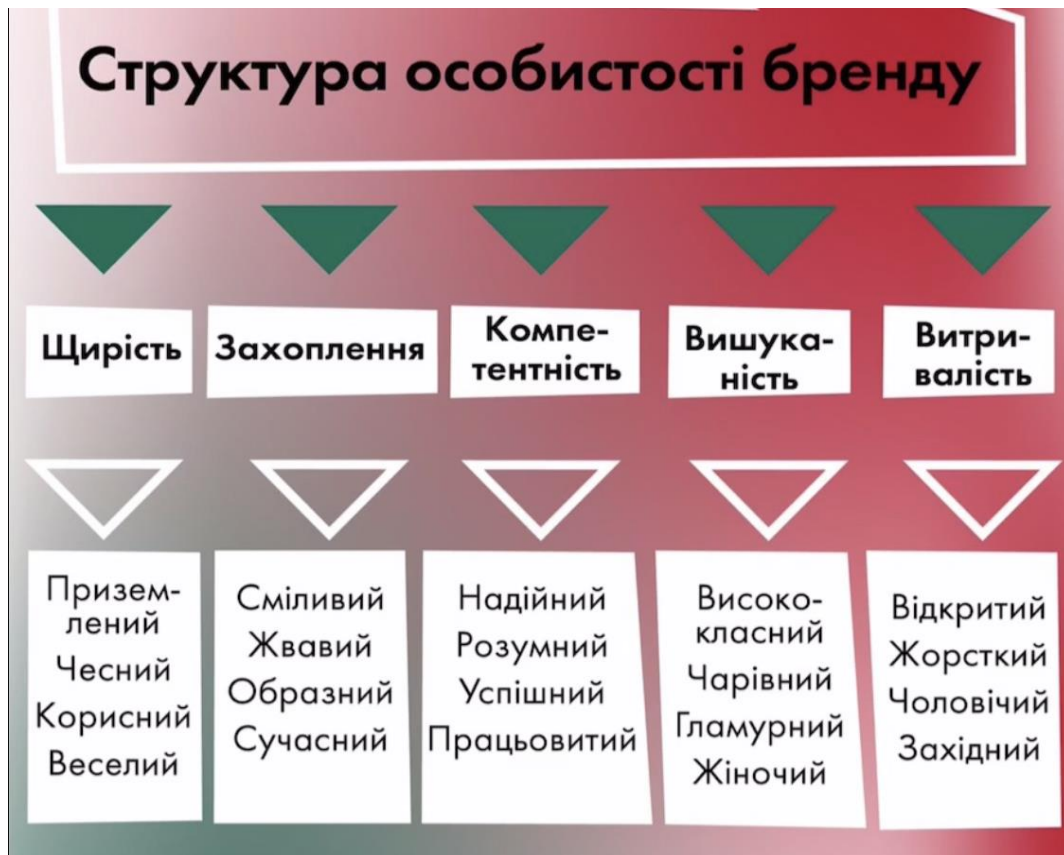 Структура особистості бренду
Щирість
Захоплення
Компе-
тентність
Вишука-
ність
Витри-
валість
Призем-
лений
Чесний
Корисний
Веселий
Сміливий
Жвавий
Образний
Сучасний
Надійний
Розумний
Успішний
Працьовитий
Високо-
класний
Чарівний
Гламурний
Жіночий
Відкритий
Жорсткий
Чоловічий
Західний